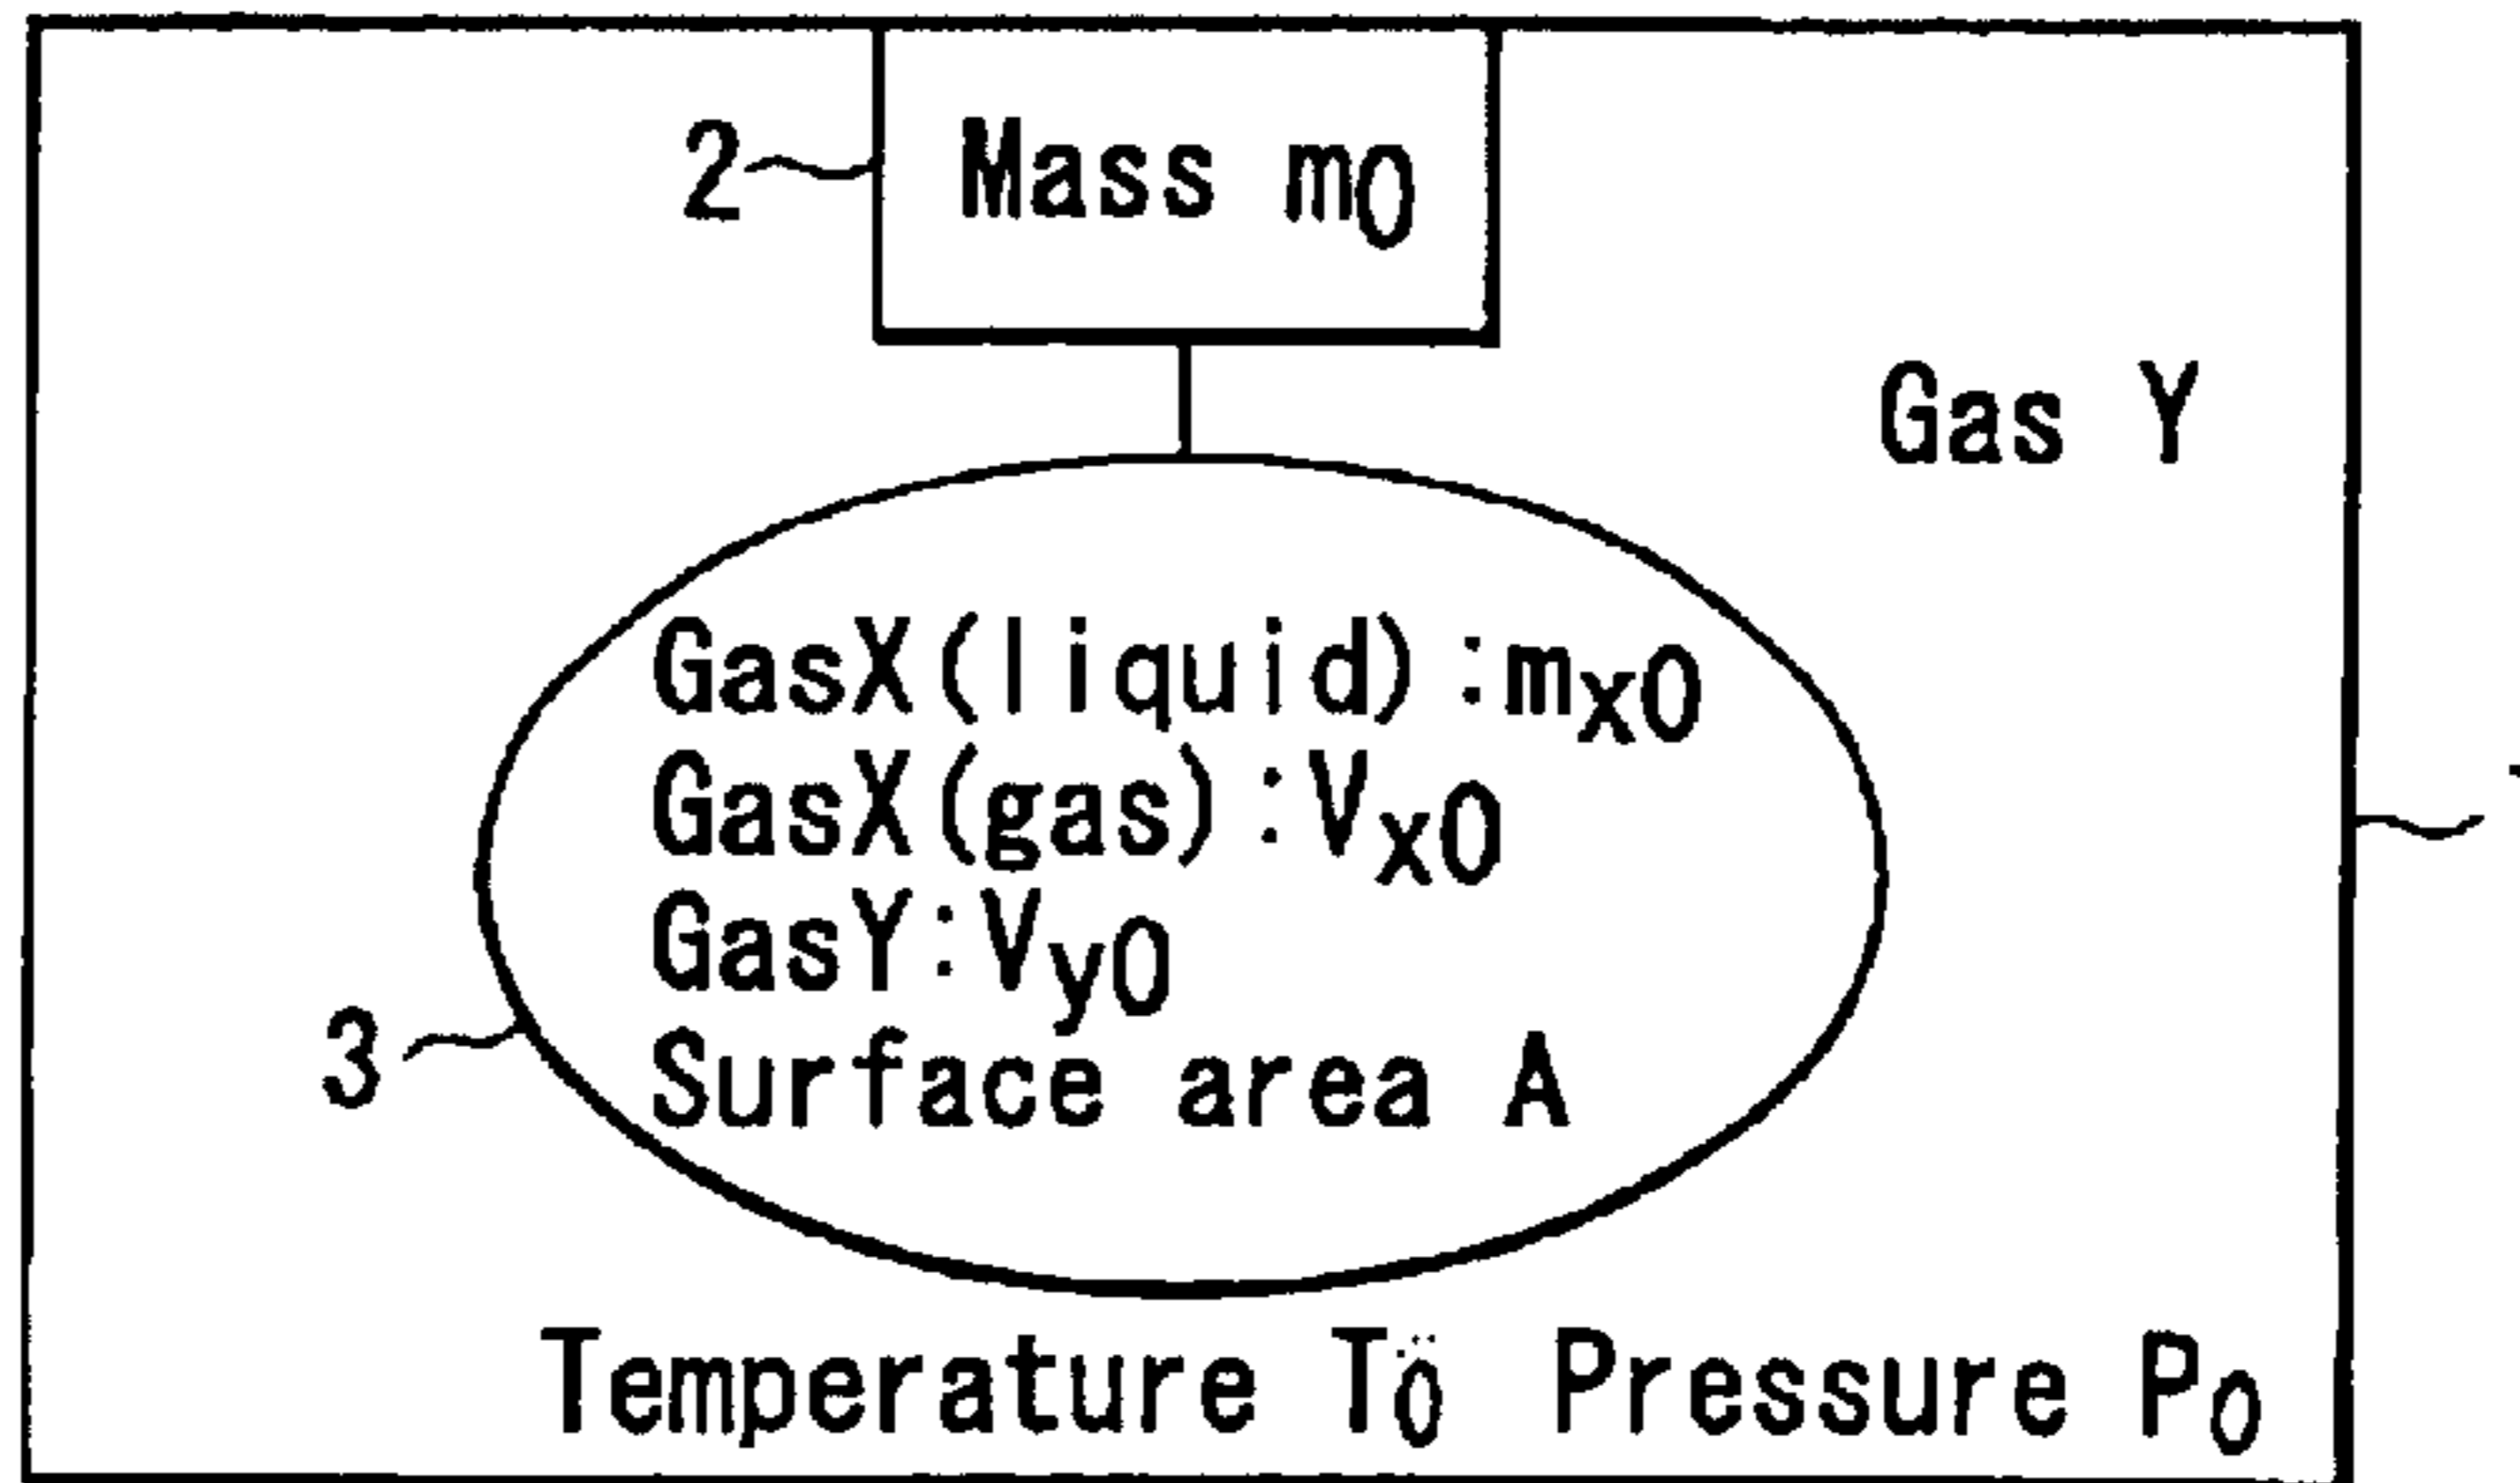 2 Mass m0
Gas Y
GasX(liquid):mx0
GasX(gas):Vx0
GasY:Vy0
3 Surface area A
Temperature T0 Pressure P0